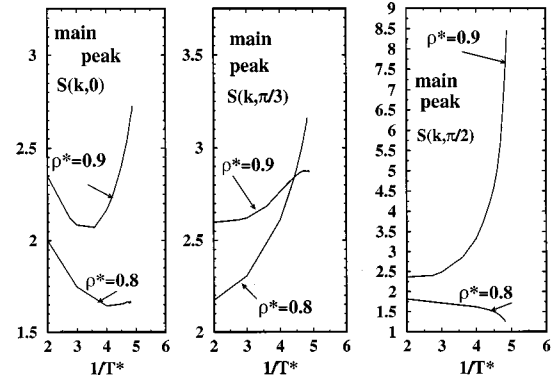 3
2.5
2
1.5
main
peak
S(k,0)
ρ*=0.9
ρ*=0.8
2 3 4 5 6
1/T*
3.5
3
2.5
2
main
peak
S(k,π/3)
ρ*=0.9
ρ*=0.8
2 3 4 5 6
1/T*
9
8.5
8
7.5
7
6.5
6
5.5
5
4.5
4
3.5
3
2.5
2
1.5
1
ρ*=0.9
main
peak
S(k,π/2)
ρ*=0.8
2 3 4 5 6
1/T*